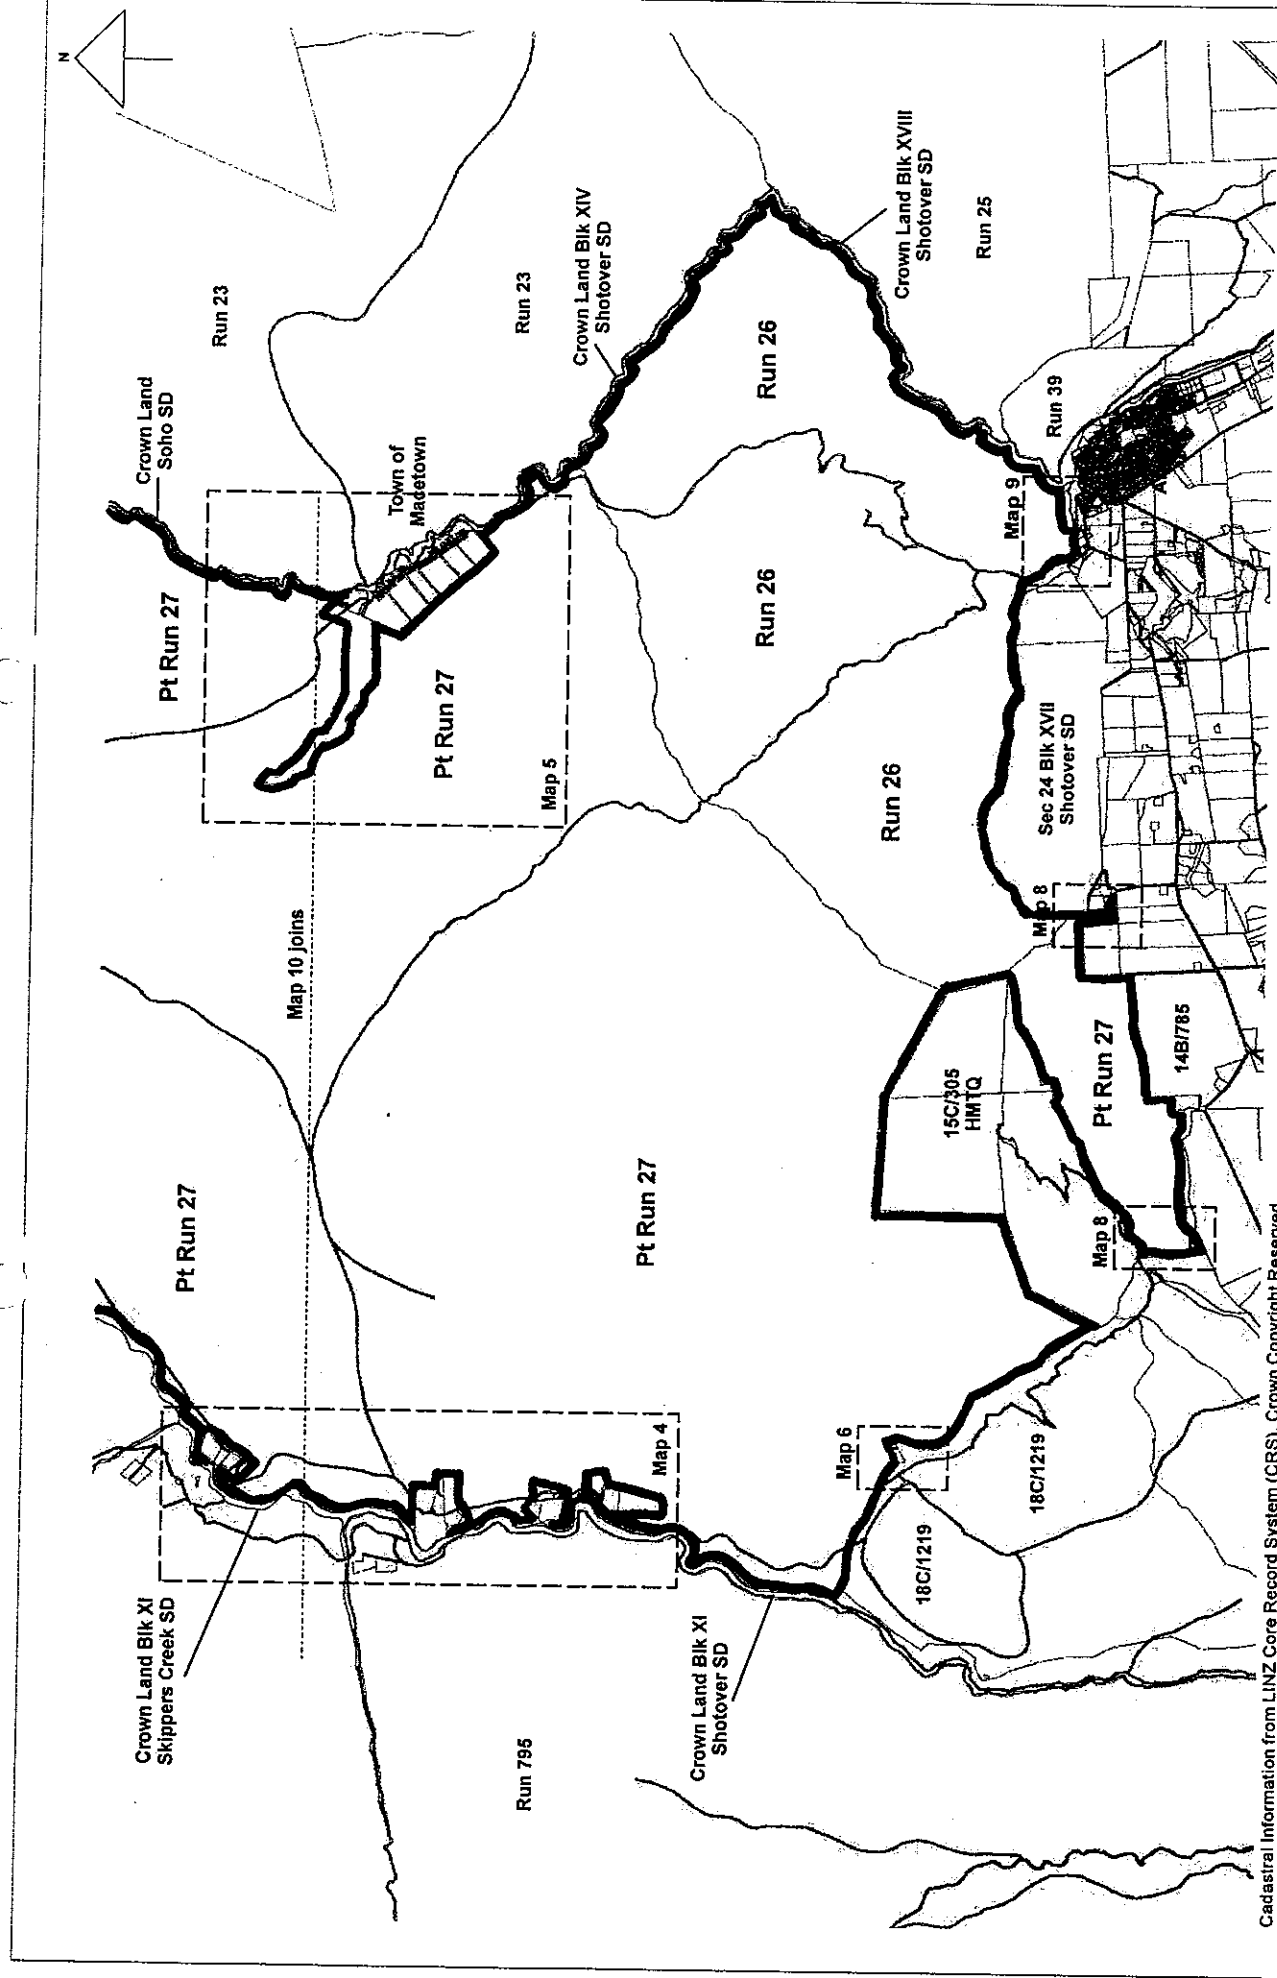 N
Crown Land Blk XI
Skippers Creek SD
Crown Land
Soho SD
Pt Run 27
Pt Run 27
Run 23
Map 10 joins
Town of
Macetown
Pt Run 27
Run 795
Run 23
Map 5
Crown Land Blk XIV
Shotover SD
Pt Run 27
Map 4
Crown Land Blk XI
Shotover SD
Run 26
Run 26
Map 6
Run 26
Crown Land Blk XVIII
Shotover SD
18C/1219
15C/305
HMTQ
Run 25
Map 9
18C/1219
Map 8
Sec 24 Blk XVII
Shotover SD
Run 39
Map 8
Pt Run 27
14B/785
Cadastral Information from LINZ Core Record System (CRS). Crown Copyright Reserved